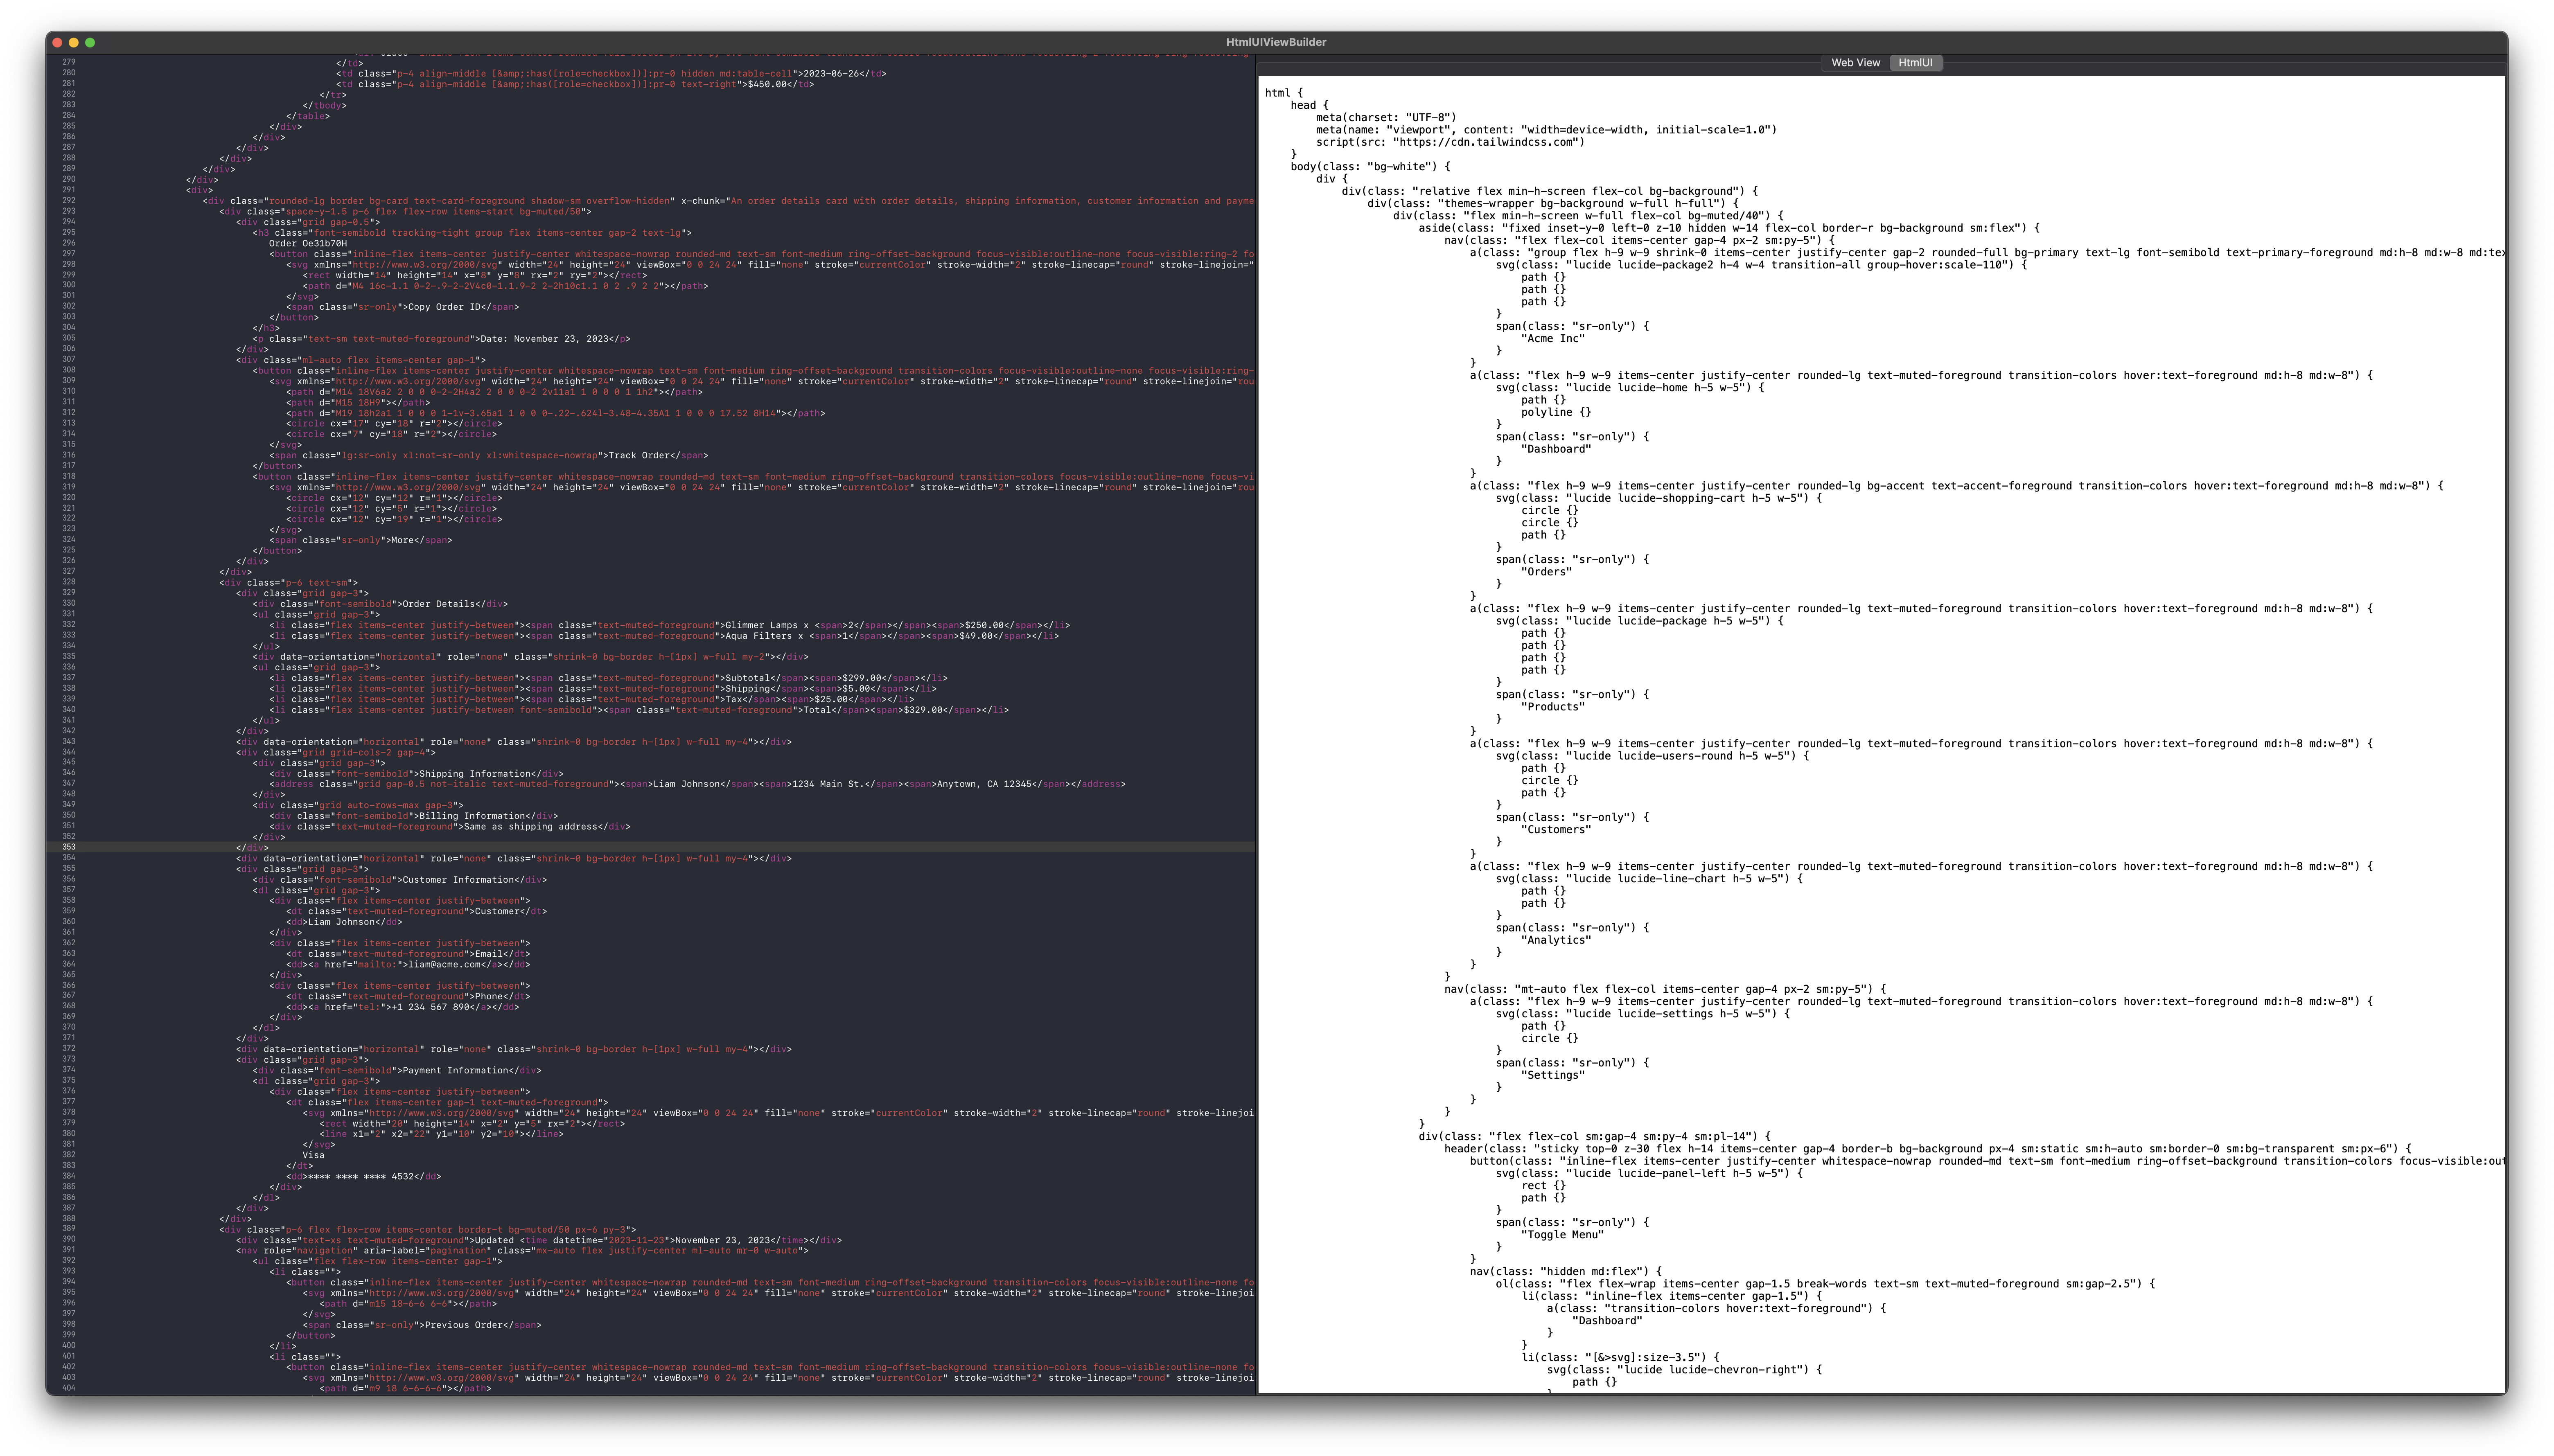 HtmlUIViewBuilder
279 </td>
280 <td class="p-4 align-middle [&amp;:has([role=checkbox])]:pr-0 hidden md:table-cell">2023-06-26</td>
281 <td class="p-4 align-middle [&amp;:has([role=checkbox])]:pr-0 text-right">$450.00</td>
282 </tr>
283 </tbody>
284 </table>
285 </div>
286 </div>
287 </div>
288 </div>
289 </div>
290 </div>
291 <div>
292 <div class="rounded-lg border bg-card text-card-foreground shadow-sm overflow-hidden" x-chunk="An order details card with order details, shipping information, customer information and payme
293 <div class="space-y-1.5 p-6 flex flex-row items-start bg-muted/50">
294 <div class="grid gap-0.5">
295 <h3 class="font-semibold tracking-tight group flex items-center gap-2 text-lg">
296 Order Oe31b70H
297 <button class="inline-flex items-center justify-center whitespace-nowrap rounded-md text-sm font-medium ring-offset-background focus-visible:outline-none focus-visible:ring-2 fo
298 <svg xmlns="http://www.w3.org/2000/svg" width="24" height="24" viewBox="0 0 24 24" fill="none" stroke="currentColor" stroke-width="2" stroke-linecap="round" stroke-linejoin="
299 <rect width="14" height="14" x="8" y="8" rx="2" ry="2"></rect>
300 <path d="M4 16c-1.1 0-2-.9-2-2V4c0-1.1.9-2 2-2h10c1.1 0 2 .9 2 2"></path>
301 </svg>
302 <span class="sr-only">Copy Order ID</span>
303 </button>
304 </h3>
305 <p class="text-sm text-muted-foreground">Date: November 23, 2023</p>
306 </div>
307 <div class="ml-auto flex items-center gap-1">
308 <button class="inline-flex items-center justify-center whitespace-nowrap text-sm font-medium ring-offset-background transition-colors focus-visible:outline-none focus-visible:ring-
309 <svg xmlns="http://www.w3.org/2000/svg" width="24" height="24" viewBox="0 0 24 24" fill="none" stroke="currentColor" stroke-width="2" stroke-linecap="round" stroke-linejoin="rou
310 <path d="M14 18V6a2 2 0 0 0-2-2H4a2 2 0 0 0-2 2v11a1 1 0 0 0 1 1h2"></path>
311 <path d="M15 18H9"></path>
312 <path d="M19 18h2a1 1 0 0 0 1-1v-3.65a1 1 0 0 0-.22-.624l-3.48-4.35A1 1 0 0 0 17.52 8H14"></path>
313 <circle cx="17" cy="18" r="2"></circle>
314 <circle cx="7" cy="18" r="2"></circle>
315 </svg>
316 <span class="lg:sr-only xl:not-sr-only xl:whitespace-nowrap">Track Order</span>
317 </button>
318 <button class="inline-flex items-center justify-center whitespace-nowrap rounded-md text-sm font-medium ring-offset-background transition-colors focus-visible:outline-none focus-vi
319 <svg xmlns="http://www.w3.org/2000/svg" width="24" height="24" viewBox="0 0 24 24" fill="none" stroke="currentColor" stroke-width="2" stroke-linecap="round" stroke-linejoin="rou
320 <circle cx="12" cy="12" r="1"></circle>
321 <circle cx="12" cy="5" r="1"></circle>
322 <circle cx="12" cy="19" r="1"></circle>
323 </svg>
324 <span class="sr-only">More</span>
325 </button>
326 </div>
327 </div>
328 <div class="p-6 text-sm">
329 <div class="grid gap-3">
330 <div class="font-semibold">Order Details</div>
331 <ul class="grid gap-3">
332 <li class="flex items-center justify-between"><span class="text-muted-foreground">Glimmer Lamps x <span>2</span></span><span>$250.00</span></li>
333 <li class="flex items-center justify-between"><span class="text-muted-foreground">Aqua Filters x <span>1</span></span><span>$49.00</span></li>
334 </ul>
335 <div data-orientation="horizontal" role="none" class="shrink-0 bg-border h-[1px] w-full my-2"></div>
336 <ul class="grid gap-3">
337 <li class="flex items-center justify-between"><span class="text-muted-foreground">Subtotal</span><span>$299.00</span></li>
338 <li class="flex items-center justify-between"><span class="text-muted-foreground">Shipping</span><span>$5.00</span></li>
339 <li class="flex items-center justify-between"><span class="text-muted-foreground">Tax</span><span>$25.00</span></li>
340 <li class="flex items-center justify-between font-semibold"><span class="text-muted-foreground">Total</span><span>$329.00</span></li>
341 </ul>
342 </div>
343 <div data-orientation="horizontal" role="none" class="shrink-0 bg-border h-[1px] w-full my-4"></div>
344 <div class="grid grid-cols-2 gap-4">
345 <div class="grid gap-3">
346 <div class="font-semibold">Shipping Information</div>
347 <address class="grid gap-0.5 not-italic text-muted-foreground"><span>Liam Johnson</span><span>1234 Main St.</span><span>Anytown, CA 12345</span></address>
348 </div>
349 <div class="grid auto-rows-max gap-3">
350 <div class="font-semibold">Billing Information</div>
351 <div class="text-muted-foreground">Same as shipping address</div>
352 </div>
353 </div>
354 <div data-orientation="horizontal" role="none" class="shrink-0 bg-border h-[1px] w-full my-4"></div>
355 <div class="grid gap-3">
356 <div class="font-semibold">Customer Information</div>
357 <dl class="grid gap-3">
358 <div class="flex items-center justify-between">
359 <dt class="text-muted-foreground">Customer</dt>
360 <dd>Liam Johnson</dd>
361 </div>
362 <div class="flex items-center justify-between">
363 <dt class="text-muted-foreground">Email</dt>
364 <dd><a href="mailto:">liam@acme.com</a></dd>
365 </div>
366 <div class="flex items-center justify-between">
367 <dt class="text-muted-foreground">Phone</dt>
368 <dd><a href="tel:">+1 234 567 890</a></dd>
369 </div>
370 </dl>
371 </div>
372 <div data-orientation="horizontal" role="none" class="shrink-0 bg-border h-[1px] w-full my-4"></div>
373 <div class="grid gap-3">
374 <div class="font-semibold">Payment Information</div>
375 <dl class="grid gap-3">
376 <div class="flex items-center justify-between">
377 <dt class="flex items-center gap-1 text-muted-foreground">
378 <svg xmlns="http://www.w3.org/2000/svg" width="24" height="24" viewBox="0 0 24 24" fill="none" stroke="currentColor" stroke-width="2" stroke-linecap="round" stroke-linejoi
379 <rect width="20" height="14" x="2" y="5" rx="2"></rect>
380 <line x1="2" x2="22" y1="10" y2="10"></line>
381 </svg>
382 Visa
383 </dt>
384 <dd>**** **** **** 4532</dd>
385 </div>
386 </dl>
387 </div>
388 </div>
389 <div class="p-6 flex flex-row items-center border-t bg-muted/50 px-6 py-3">
390 <div class="text-xs text-muted-foreground">Updated <time datetime="2023-11-23">November 23, 2023</time></div>
391 <nav role="navigation" aria-label="pagination" class="mx-auto flex justify-center ml-auto mr-0 w-auto">
392 <ul class="flex flex-row items-center gap-1">
393 <li class="">
394 <button class="inline-flex items-center justify-center whitespace-nowrap rounded-md text-sm font-medium ring-offset-background transition-colors focus-visible:outline-none fo
395 <svg xmlns="http://www.w3.org/2000/svg" width="24" height="24" viewBox="0 0 24 24" fill="none" stroke="currentColor" stroke-width="2" stroke-linecap="round" stroke-linejoi
396 <path d="m15 18-6-6 6-6"></path>
397 </svg>
398 <span class="sr-only">Previous Order</span>
399 </button>
400 </li>
401 <li class="">
402 <button class="inline-flex items-center justify-center whitespace-nowrap rounded-md text-sm font-medium ring-offset-background transition-colors focus-visible:outline-none fo
403 <svg xmlns="http://www.w3.org/2000/svg" width="24" height="24" viewBox="0 0 24 24" fill="none" stroke="currentColor" stroke-width="2" stroke-linecap="round" stroke-linejoi
404 <path d="m9 18 6-6-6-6"></path>
Web View HtmlUI
html {
head {
meta(charset: "UTF-8")
meta(name: "viewport", content: "width=device-width, initial-scale=1.0")
script(src: "https://cdn.tailwindcss.com")
}
body(class: "bg-white") {
div {
div(class: "relative flex min-h-screen flex-col bg-background") {
div(class: "themes-wrapper bg-background w-full h-full") {
div(class: "flex min-h-screen w-full flex-col bg-muted/40") {
aside(class: "fixed inset-y-0 left-0 z-10 hidden w-14 flex-col border-r bg-background sm:flex") {
nav(class: "flex flex-col items-center gap-4 px-2 sm:py-5") {
a(class: "group flex h-9 w-9 shrink-0 items-center justify-center gap-2 rounded-full bg-primary text-lg font-semibold text-primary-foreground md:h-8 md:w-8 md:tex
svg(class: "lucide lucide-package2 h-4 w-4 transition-all group-hover:scale-110") {
path {}
path {}
path {}
}
span(class: "sr-only") {
"Acme Inc"
}
}
a(class: "flex h-9 w-9 items-center justify-center rounded-lg text-muted-foreground transition-colors hover:text-foreground md:h-8 md:w-8") {
svg(class: "lucide lucide-home h-5 w-5") {
path {}
polyline {}
}
span(class: "sr-only") {
"Dashboard"
}
}
a(class: "flex h-9 w-9 items-center justify-center rounded-lg bg-accent text-accent-foreground transition-colors hover:text-foreground md:h-8 md:w-8") {
svg(class: "lucide lucide-shopping-cart h-5 w-5") {
circle {}
circle {}
path {}
}
span(class: "sr-only") {
"Orders"
}
}
a(class: "flex h-9 w-9 items-center justify-center rounded-lg text-muted-foreground transition-colors hover:text-foreground md:h-8 md:w-8") {
svg(class: "lucide lucide-package h-5 w-5") {
path {}
path {}
path {}
path {}
}
span(class: "sr-only") {
"Products"
}
}
a(class: "flex h-9 w-9 items-center justify-center rounded-lg text-muted-foreground transition-colors hover:text-foreground md:h-8 md:w-8") {
svg(class: "lucide lucide-users-round h-5 w-5") {
path {}
circle {}
path {}
}
span(class: "sr-only") {
"Customers"
}
}
a(class: "flex h-9 w-9 items-center justify-center rounded-lg text-muted-foreground transition-colors hover:text-foreground md:h-8 md:w-8") {
svg(class: "lucide lucide-line-chart h-5 w-5") {
path {}
path {}
}
span(class: "sr-only") {
"Analytics"
}
}
}
nav(class: "mt-auto flex flex-col items-center gap-4 px-2 sm:py-5") {
a(class: "flex h-9 w-9 items-center justify-center rounded-lg text-muted-foreground transition-colors hover:text-foreground md:h-8 md:w-8") {
svg(class: "lucide lucide-settings h-5 w-5") {
path {}
circle {}
}
span(class: "sr-only") {
"Settings"
}
}
}
}
div(class: "flex flex-col sm:gap-4 sm:py-4 sm:pl-14") {
header(class: "sticky top-0 z-30 flex h-14 items-center gap-4 border-b bg-background px-4 sm:static sm:h-auto sm:border-0 sm:bg-transparent sm:px-6") {
button(class: "inline-flex items-center justify-center whitespace-nowrap rounded-md text-sm font-medium ring-offset-background transition-colors focus-visible:out
svg(class: "lucide lucide-panel-left h-5 w-5") {
rect {}
path {}
}
span(class: "sr-only") {
"Toggle Menu"
}
}
nav(class: "hidden md:flex") {
ol(class: "flex flex-wrap items-center gap-1.5 break-words text-sm text-muted-foreground sm:gap-2.5") {
li(class: "inline-flex items-center gap-1.5") {
a(class: "transition-colors hover:text-foreground") {
"Dashboard"
}
}
li(class: "[&>svg]:size-3.5") {
svg(class: "lucide lucide-chevron-right") {
path {}